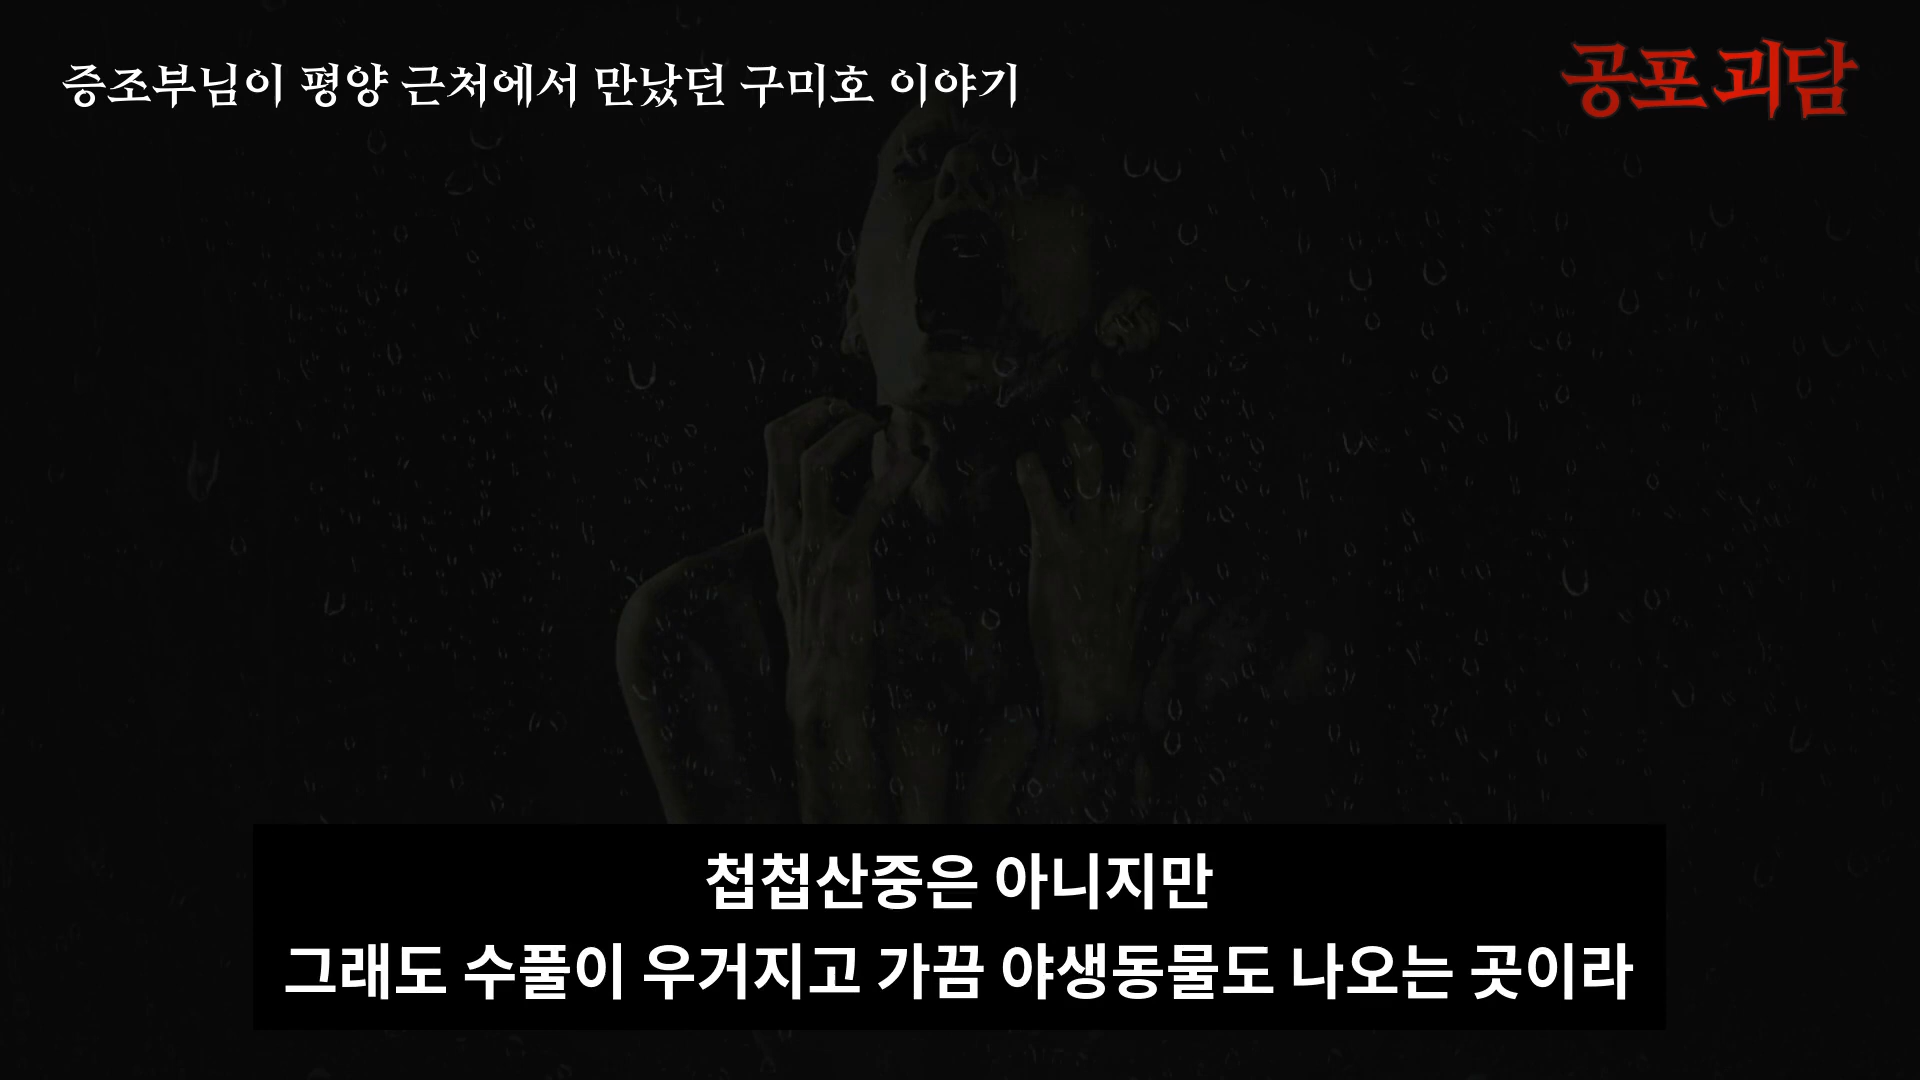 증조부님이 평양 근처에서 만났던 구미호 이야기
공포 괴담
첩첩산중은 아니지만
그래도 수풀이 우거지고 가끔 야생동물도 나오는 곳이라